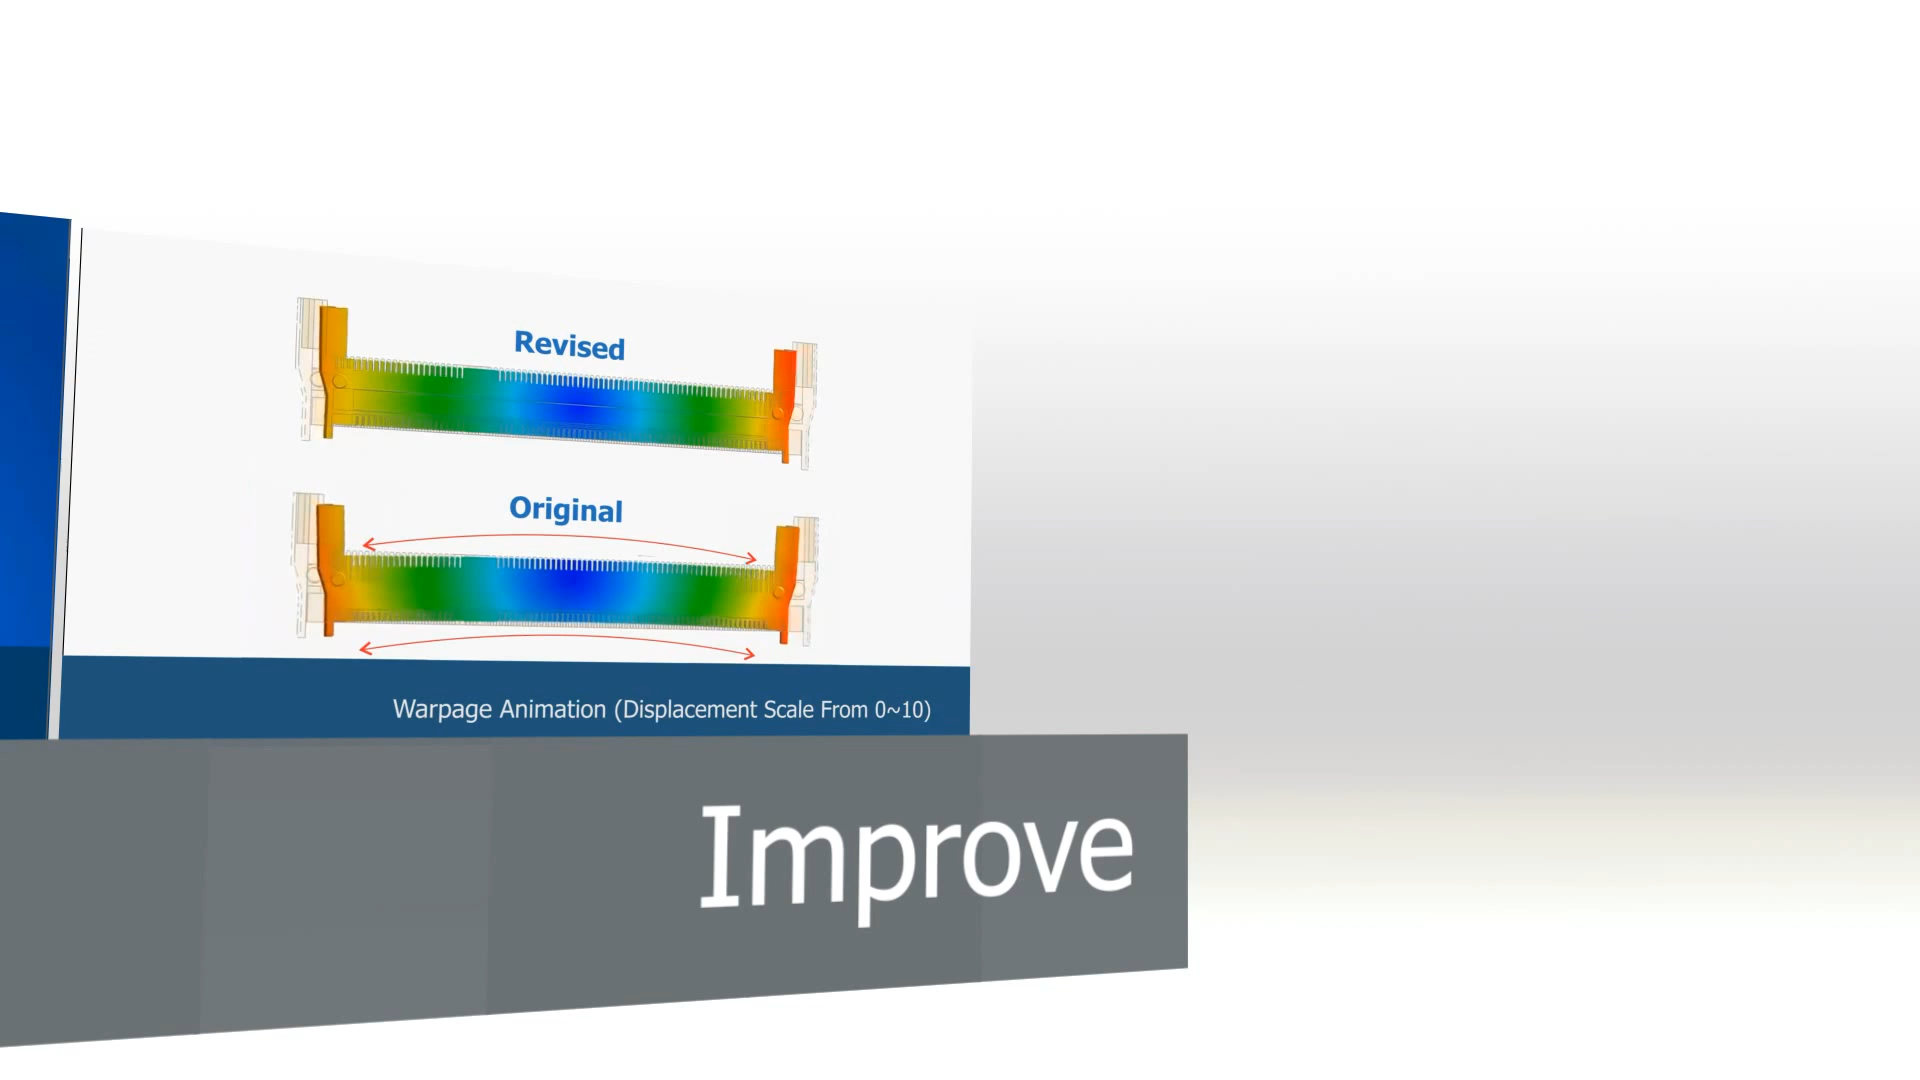 Revised
Original
Warpage Animation (Displacement Scale From 0~10)
Improve